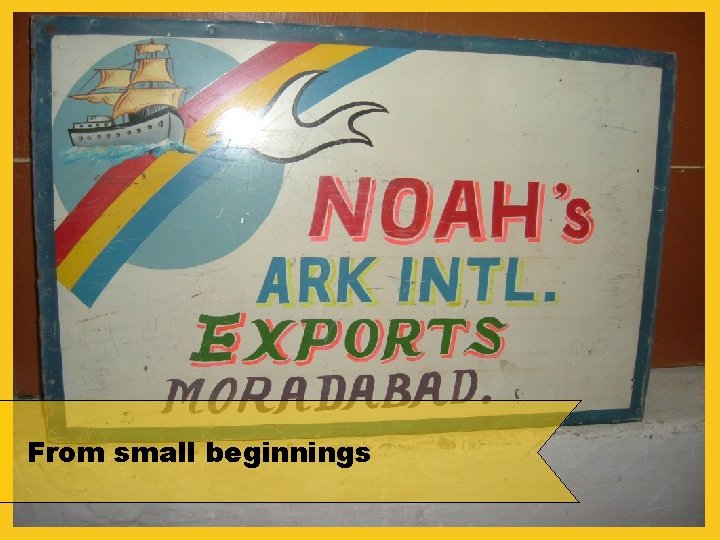 NOAH's
ARK INTL.
EXPORTS
MORADABAD.
From small beginnings